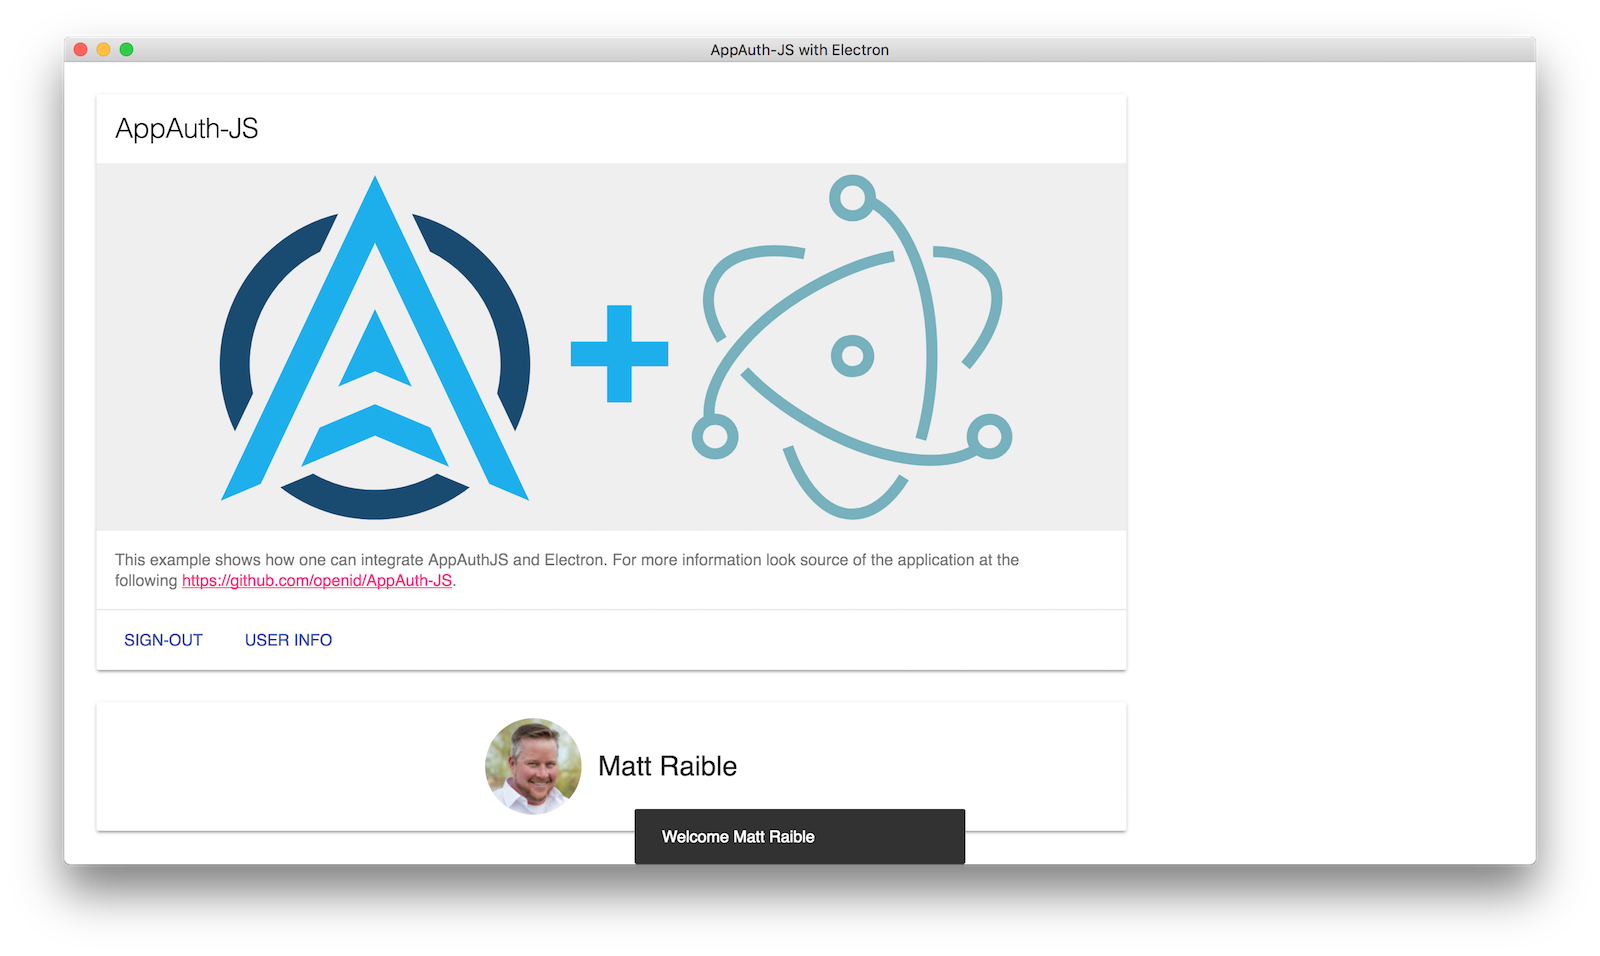 AppAuth-JS with Electron
AppAuth-JS
This example shows how one can integrate AppAuthJS and Electron. For more information look source of the application at the
following https://github.com/openid/AppAuth-JS.
SIGN-OUT USER INFO
Matt Raible
Welcome Matt Raible